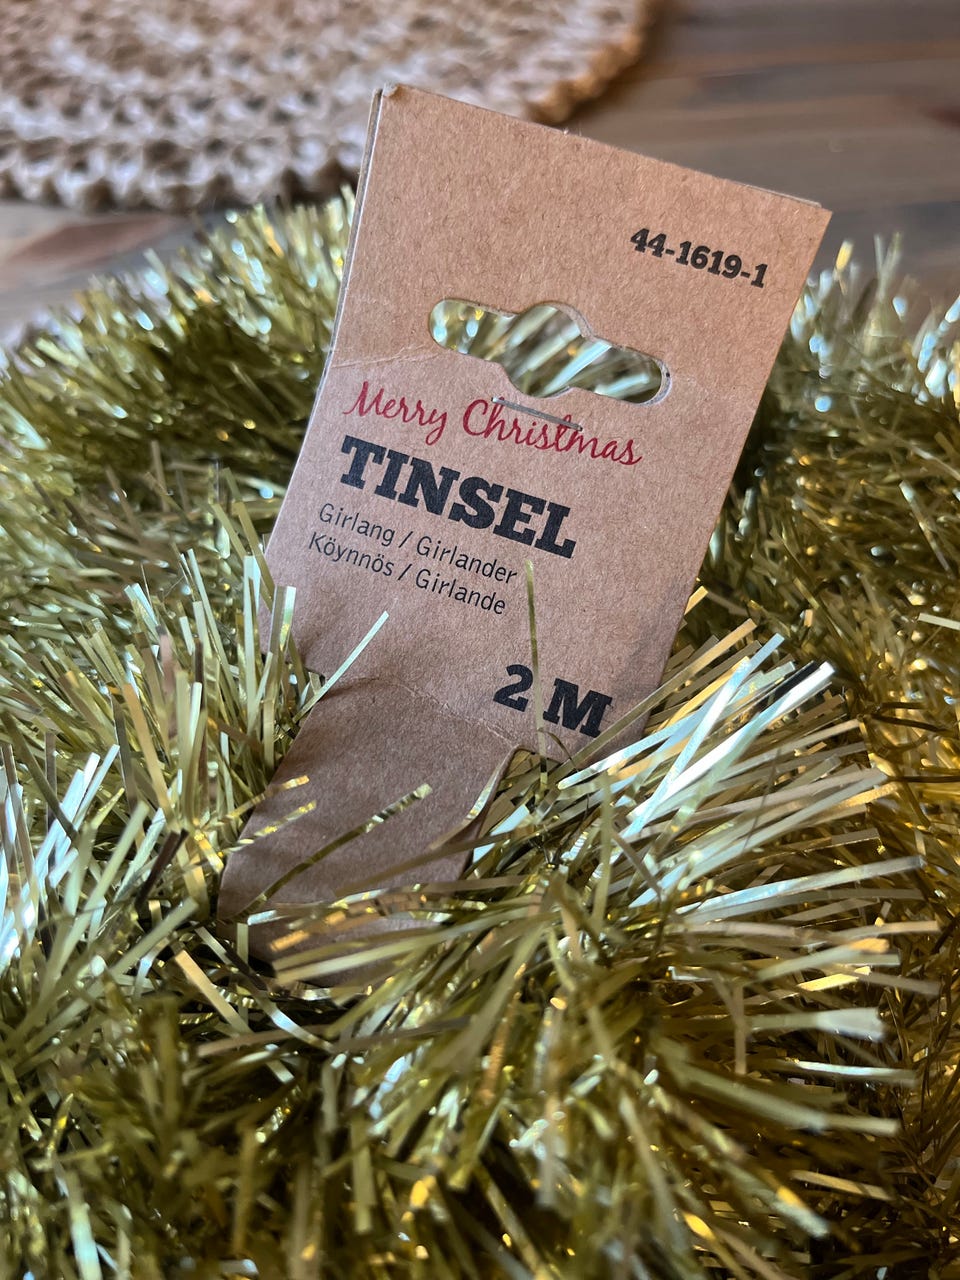 44-1619-1
Merry Christmas
TINSEL
Girlang / Girlander
Köynnös / Girlande
2 M